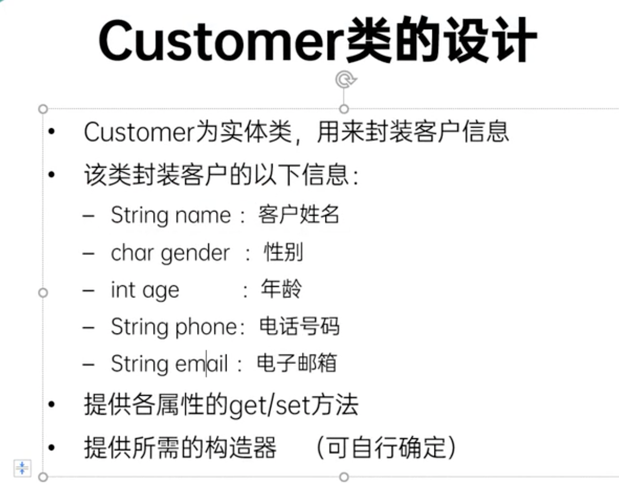 Customer类的设计
• Customer为实体类，用来封装客户信息
• 该类封装客户的以下信息：
– String name ：客户姓名
– char gender ：性别
– int age ：年龄
– String phone：电话号码
– String email ：电子邮箱
• 提供各属性的get/set方法
• 提供所需的构造器 （可自行确定）